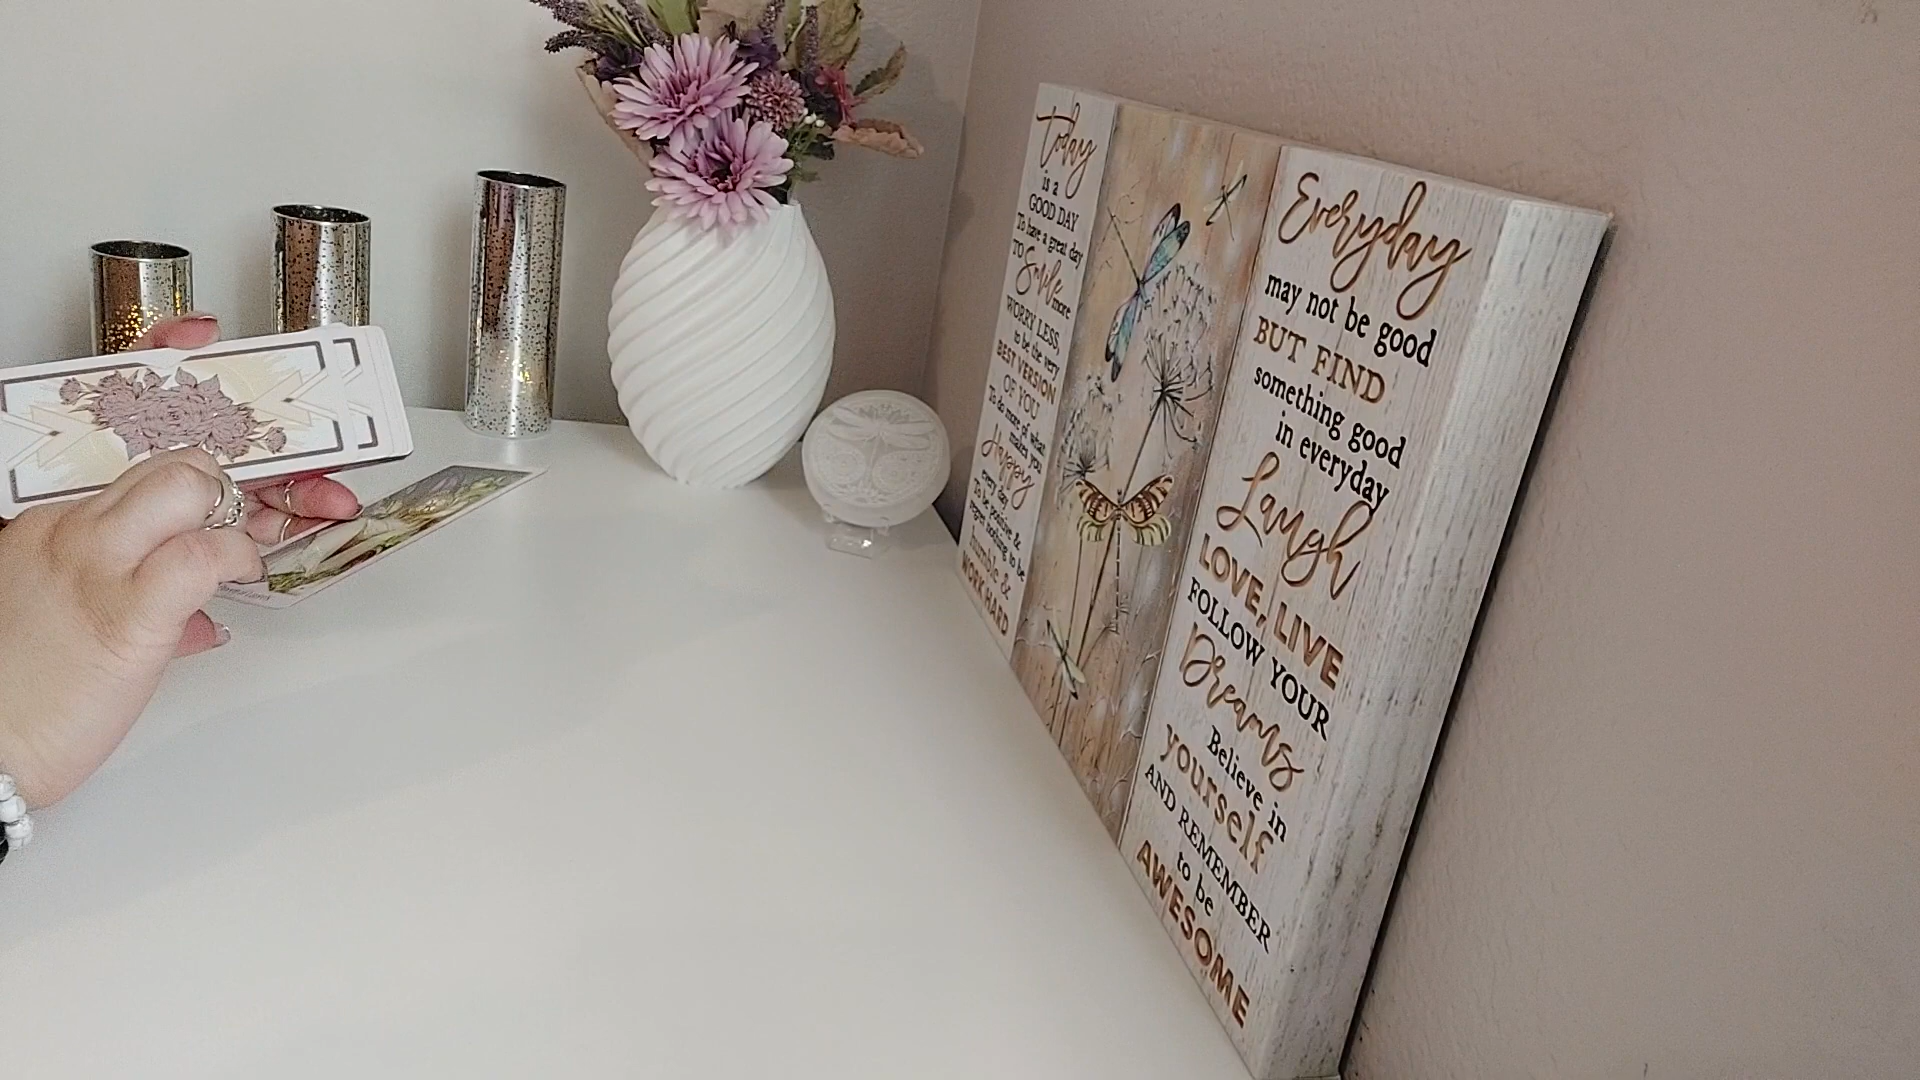 Today
is a
GOOD DAY
To have a great day
TO Smile more
WORRY LESS,
to be the very
BEST VERSION
OF YOU
To do more of what
makes you
Happy
every day
To be positive &
regret nothing to be
humble &
WORK HARD
Everyday
may not be good
BUT FIND
something good
in everyday
Laugh
LOVE, LIVE
FOLLOW YOUR
Dreams
Believe in
yourself
AND REMEMBER
to be
AWESOME